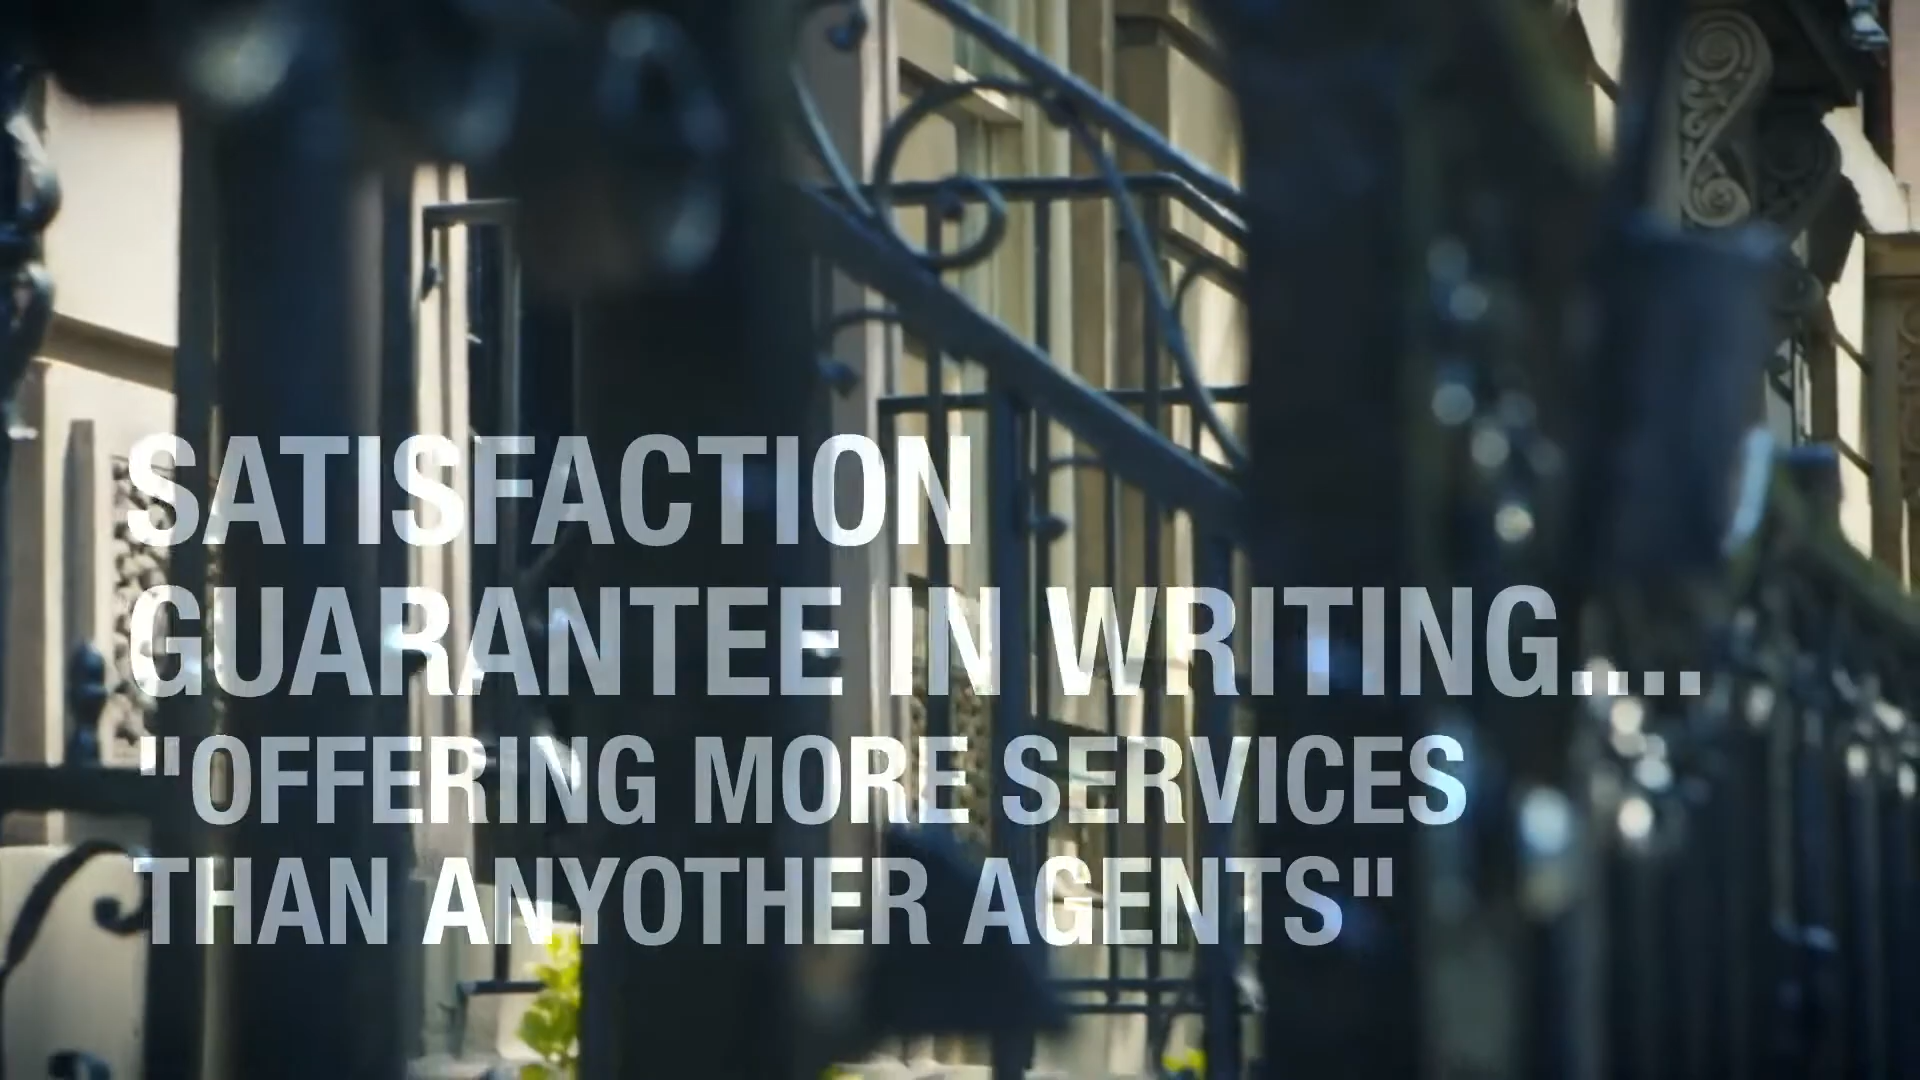 SATISFACTION
GUARANTEE IN WRITING....
"OFFERING MORE SERVICES
THAN ANYOTHER AGENTS"